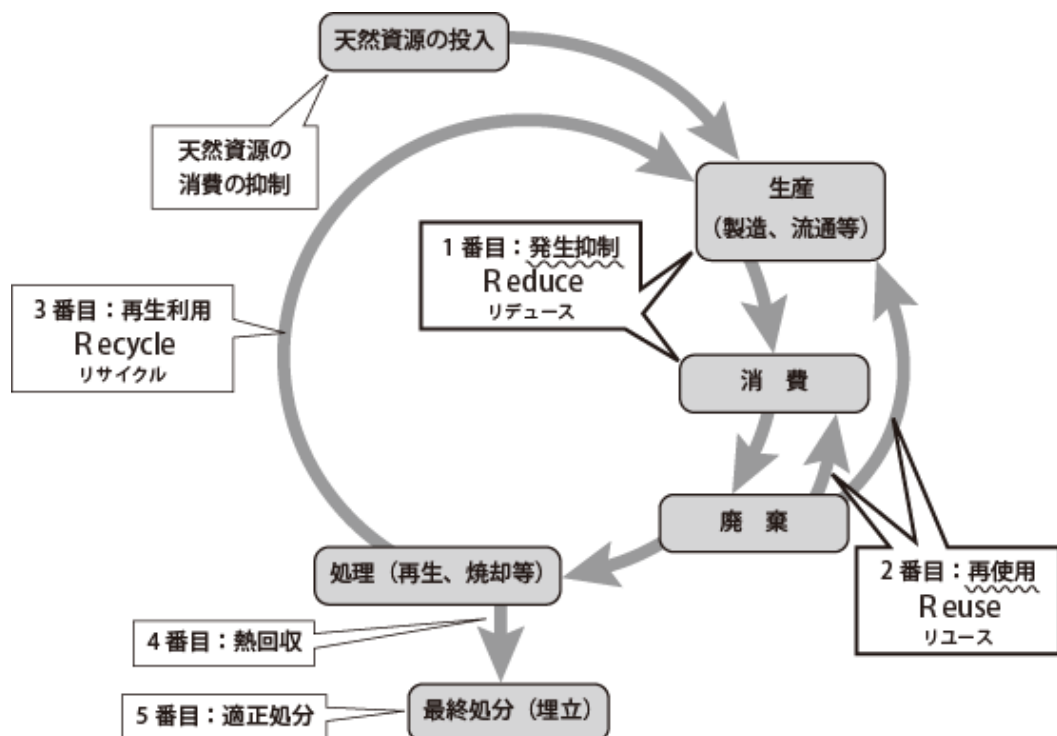 天然資源の投入
天然資源の
消費の抑制
生産
（製造、流通等）
1番目：発生抑制
Reduce
リデュース
3番目：再生利用
Recycle
リサイクル
消　費
廃　棄
2番目：再使用
Reuse
リユース
処理（再生、焼却等）
4番目：熱回収
最終処分（埋立）
5番目：適正処分